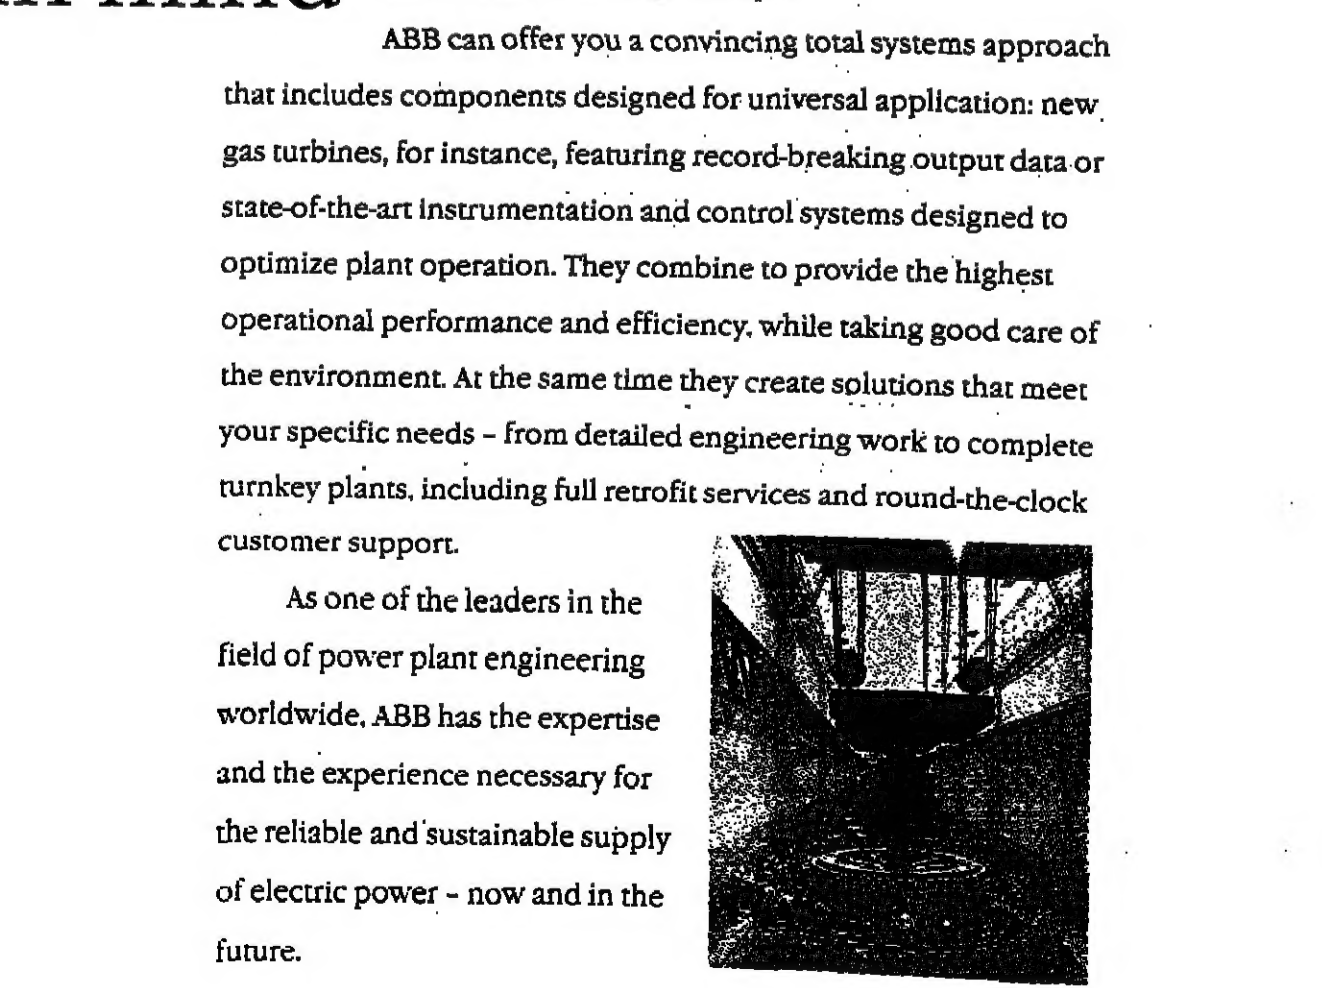 ABB can offer you a convincing total systems approach
that includes components designed for universal application: new
gas turbines, for instance, featuring record-breaking output data or
state-of-the-art instrumentation and control systems designed to
optimize plant operation. They combine to provide the highest
operational performance and efficiency, while taking good care of
the environment. At the same time they create solutions that meet
your specific needs – from detailed engineering work to complete
turnkey plants, including full retrofit services and round-the-clock
customer support.
As one of the leaders in the
field of power plant engineering
worldwide, ABB has the expertise
and the experience necessary for
the reliable and sustainable supply
of electric power – now and in the
future.